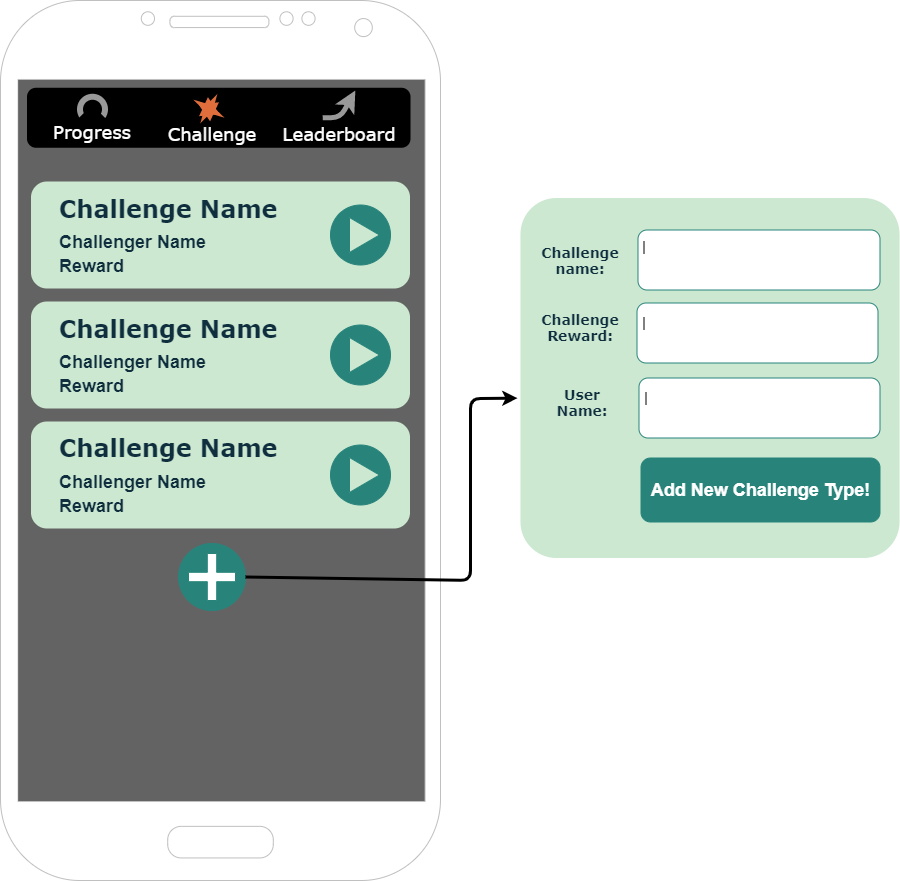 Progress
Challenge
Leaderboard
Challenge Name
Challenger Name
Reward
Challenge Name
Challenger Name
Reward
Challenge Name
Challenger Name
Reward
Challenge
name:
Challenge
Reward:
User
Name:
Add New Challenge Type!